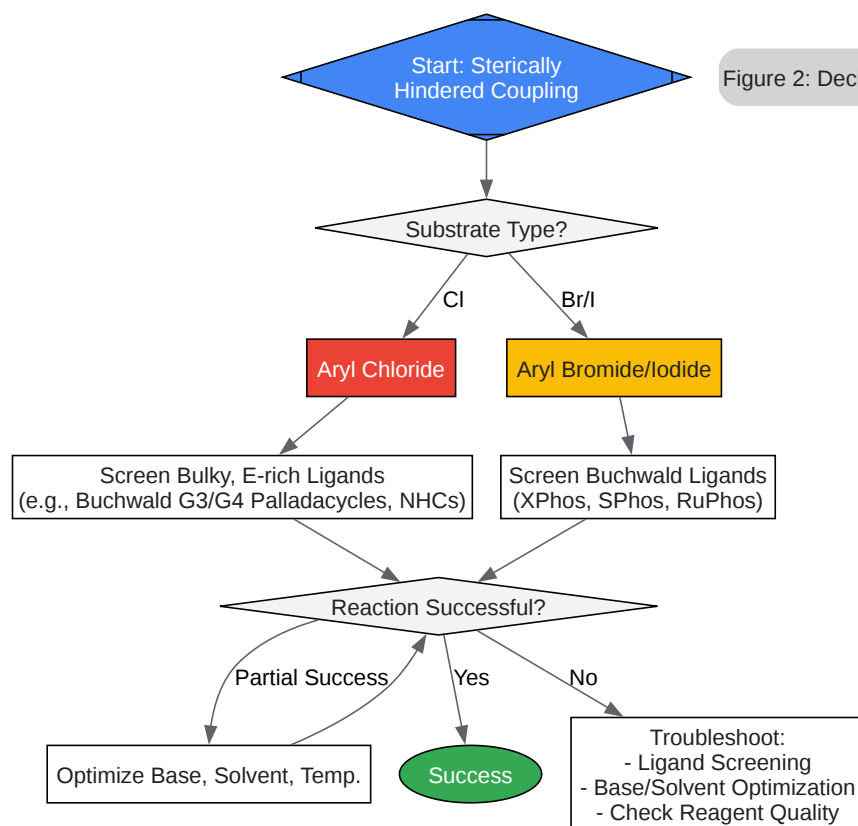 Start: Sterically
Hindered Coupling
Figure 2: Dec
Substrate Type?
Cl
Br/I
Aryl Chloride
Aryl Bromide/Iodide
Screen Bulky, E-rich Ligands
(e.g., Buchwald G3/G4 Palladacycles, NHCs)
Screen Buchwald Ligands
(XPhos, SPhos, RuPhos)
Reaction Successful?
Partial Success
Yes
No
Optimize Base, Solvent, Temp.
Success
Troubleshoot:
- Ligand Screening
- Base/Solvent Optimization
- Check Reagent Quality